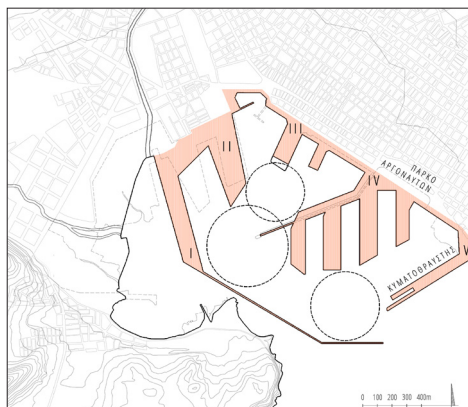 III
II
ΠΑΡΚΟ
ΑΡΓΟΝΑΥΤΩΝ
IV
I
V
ΚΥΜΑΤΟΘΡΑΥΣΤΗΣ
0 100 200 300 400m